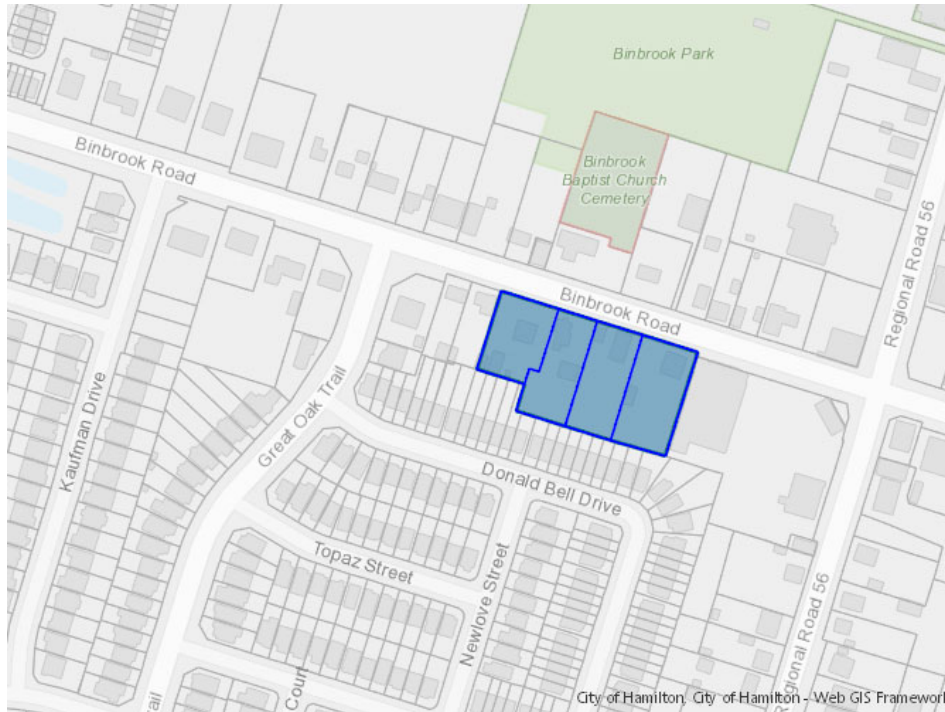 Binbrook Park
Binbrook Road
Binbrook
Baptist Church
Cemetery
Regional Road 56
Binbrook Road
Kaufman Drive
Great Oak Trail
Donald Bell Drive
Topaz Street
Newlove Street
Regional Road 56
Court
ail
City of Hamilton, City of Hamilton - Web GIS Framework